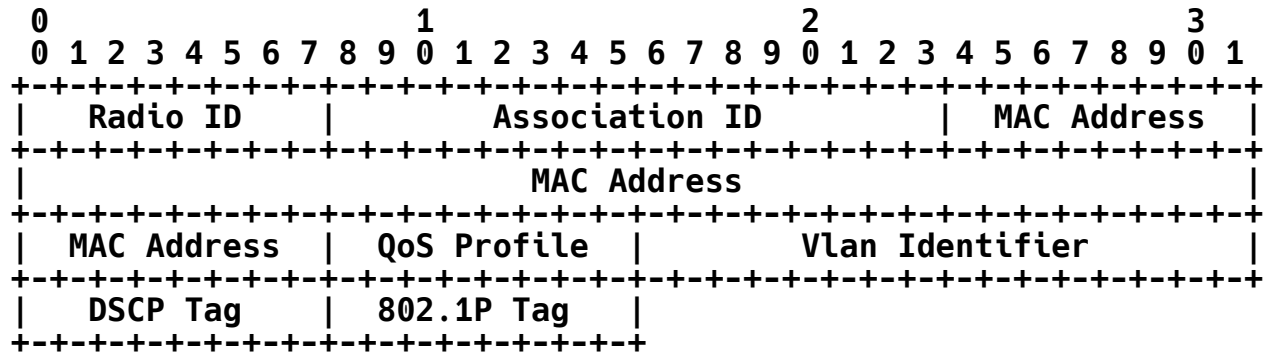 0                   1                   2                   3
 0 1 2 3 4 5 6 7 8 9 0 1 2 3 4 5 6 7 8 9 0 1 2 3 4 5 6 7 8 9 0 1
+-+-+-+-+-+-+-+-+-+-+-+-+-+-+-+-+-+-+-+-+-+-+-+-+-+-+-+-+-+-+-+-+
|   Radio ID    |        Association ID         |  MAC Address  |
+-+-+-+-+-+-+-+-+-+-+-+-+-+-+-+-+-+-+-+-+-+-+-+-+-+-+-+-+-+-+-+-+
|                          MAC Address                          |
+-+-+-+-+-+-+-+-+-+-+-+-+-+-+-+-+-+-+-+-+-+-+-+-+-+-+-+-+-+-+-+-+
|  MAC Address  |  QoS Profile  |        Vlan Identifier        |
+-+-+-+-+-+-+-+-+-+-+-+-+-+-+-+-+-+-+-+-+-+-+-+-+-+-+-+-+-+-+-+-+
|   DSCP Tag    |  802.1P Tag   |
+-+-+-+-+-+-+-+-+-+-+-+-+-+-+-+-+